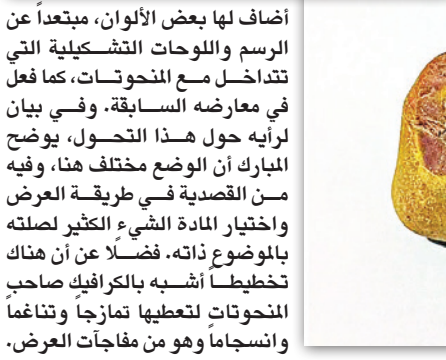 أضاف لها بعض الألوان، مبتعداً عن
الرسم واللوحات التشكيلية التي
تتداخل مع المنحوتات، كما فعل
في معارضه السابقة. وفي بيان
لرأيه حول هذا التحول، يوضح
المبارك أن الوضع مختلف هنا، وفيه
من القصدية في طريقة العرض
واختيار المادة الشيء الكثير لصلته
بالموضوع ذاته. فضلاً عن أن هناك
تخطيطاً أشبه بالكرافيك صاحب
المنحوتات لتعطيها تمازجاً وتناغماً
وانسجاماً وهو من مفاجآت العرض.